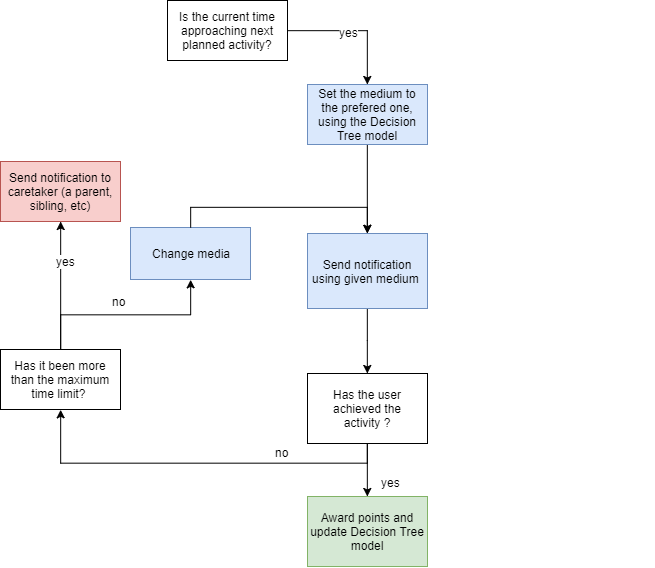 Is the current time
approaching next
planned activity?
yes
Set the medium to
the prefered one,
using the Decision
Tree model
Send notification to
caretaker (a parent,
sibling, etc)
Change media
Send notification
using given medium
yes
no
Has it been more
than the maximum
time limit?
Has the user
achieved the
activity ?
no
yes
Award points and
update Decision Tree
model